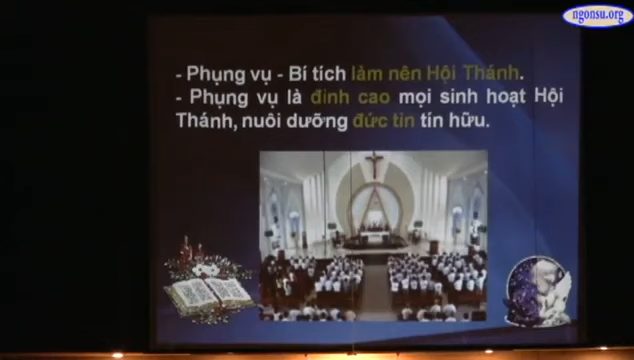 ngonsu.org
- Phụng vụ - Bí tích làm nên Hội Thánh.
- Phụng vụ là đỉnh cao mọi sinh hoạt Hội
Thánh, nuôi dưỡng đức tin tín hữu.